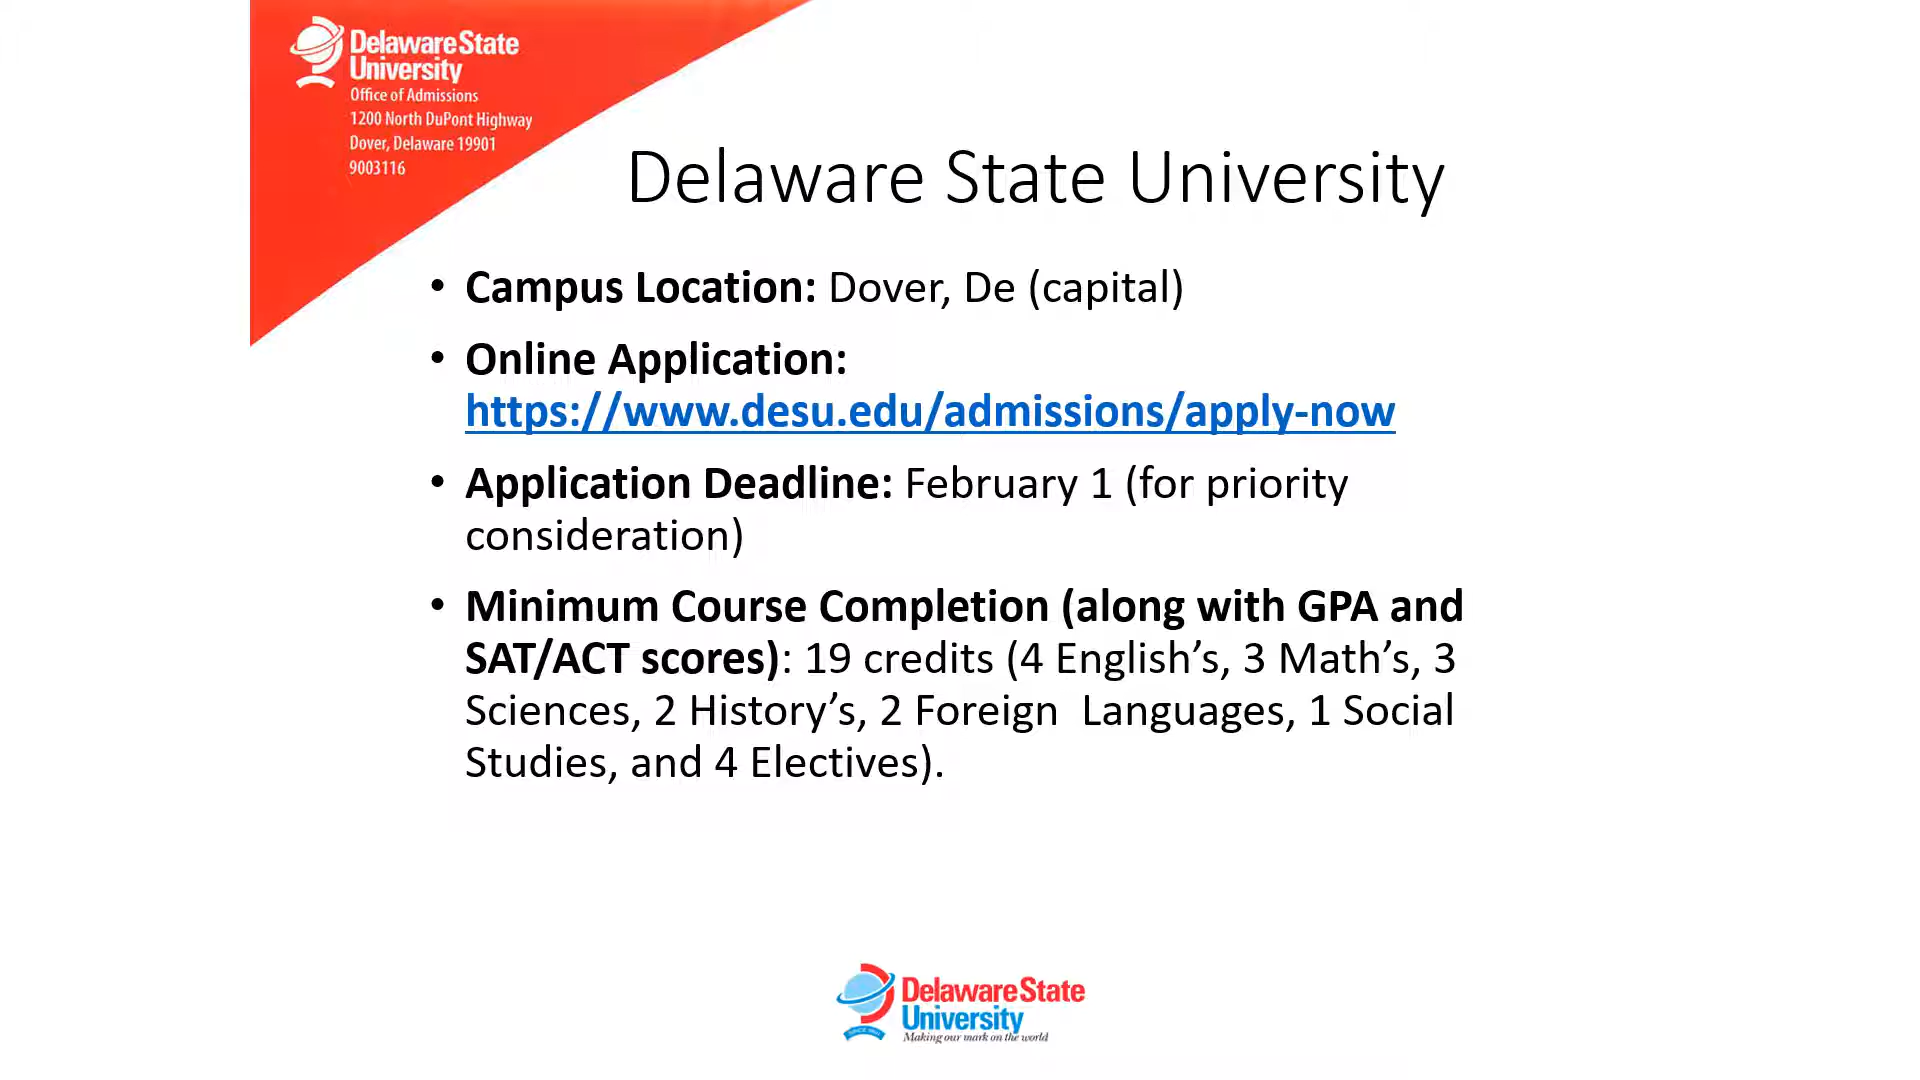 Delaware State
University
Office of Admissions
1200 North DuPont Highway
Dover, Delaware 19901
9003116
Delaware State University
• Campus Location: Dover, De (capital)
• Online Application:
https://www.desu.edu/admissions/apply-now
• Application Deadline: February 1 (for priority
consideration)
• Minimum Course Completion (along with GPA and
SAT/ACT scores): 19 credits (4 English’s, 3 Math’s, 3
Sciences, 2 History’s, 2 Foreign  Languages, 1 Social
Studies, and 4 Electives).
Delaware State
University
Making our mark on the world